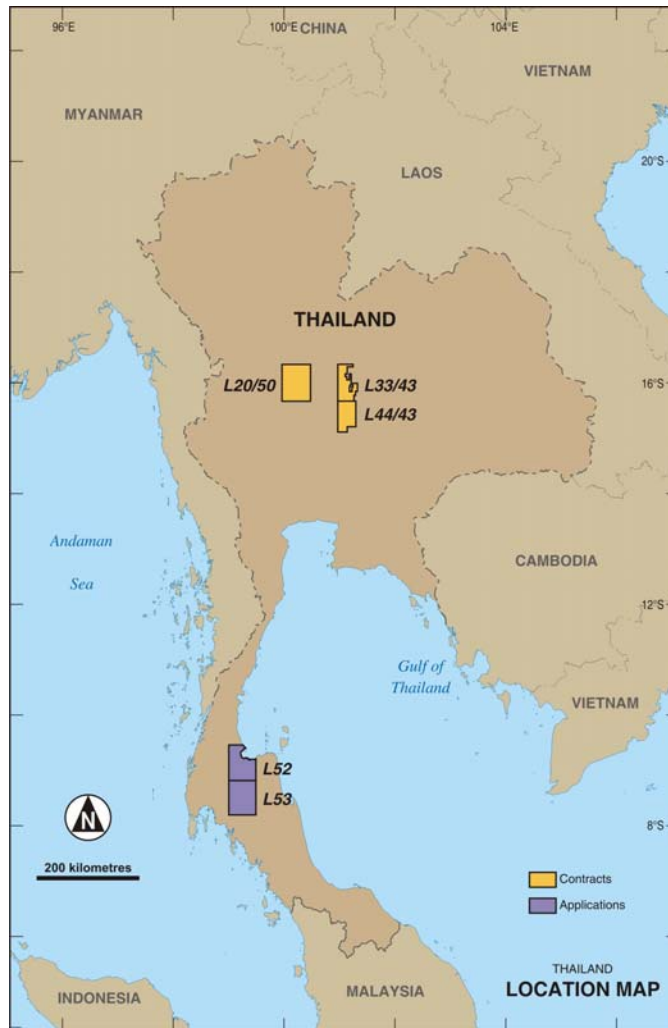 96°E
100°E
104°E
CHINA
VIETNAM
MYANMAR
20°S
LAOS
THAILAND
L20/50
L33/43
16°S
L44/43
Andaman
Sea
CAMBODIA
12°S
Gulf of
Thailand
VIETNAM
L52
L53
N
8°S
200 kilometres
Contracts
Applications
THAILAND
LOCATION MAP
INDONESIA
MALAYSIA